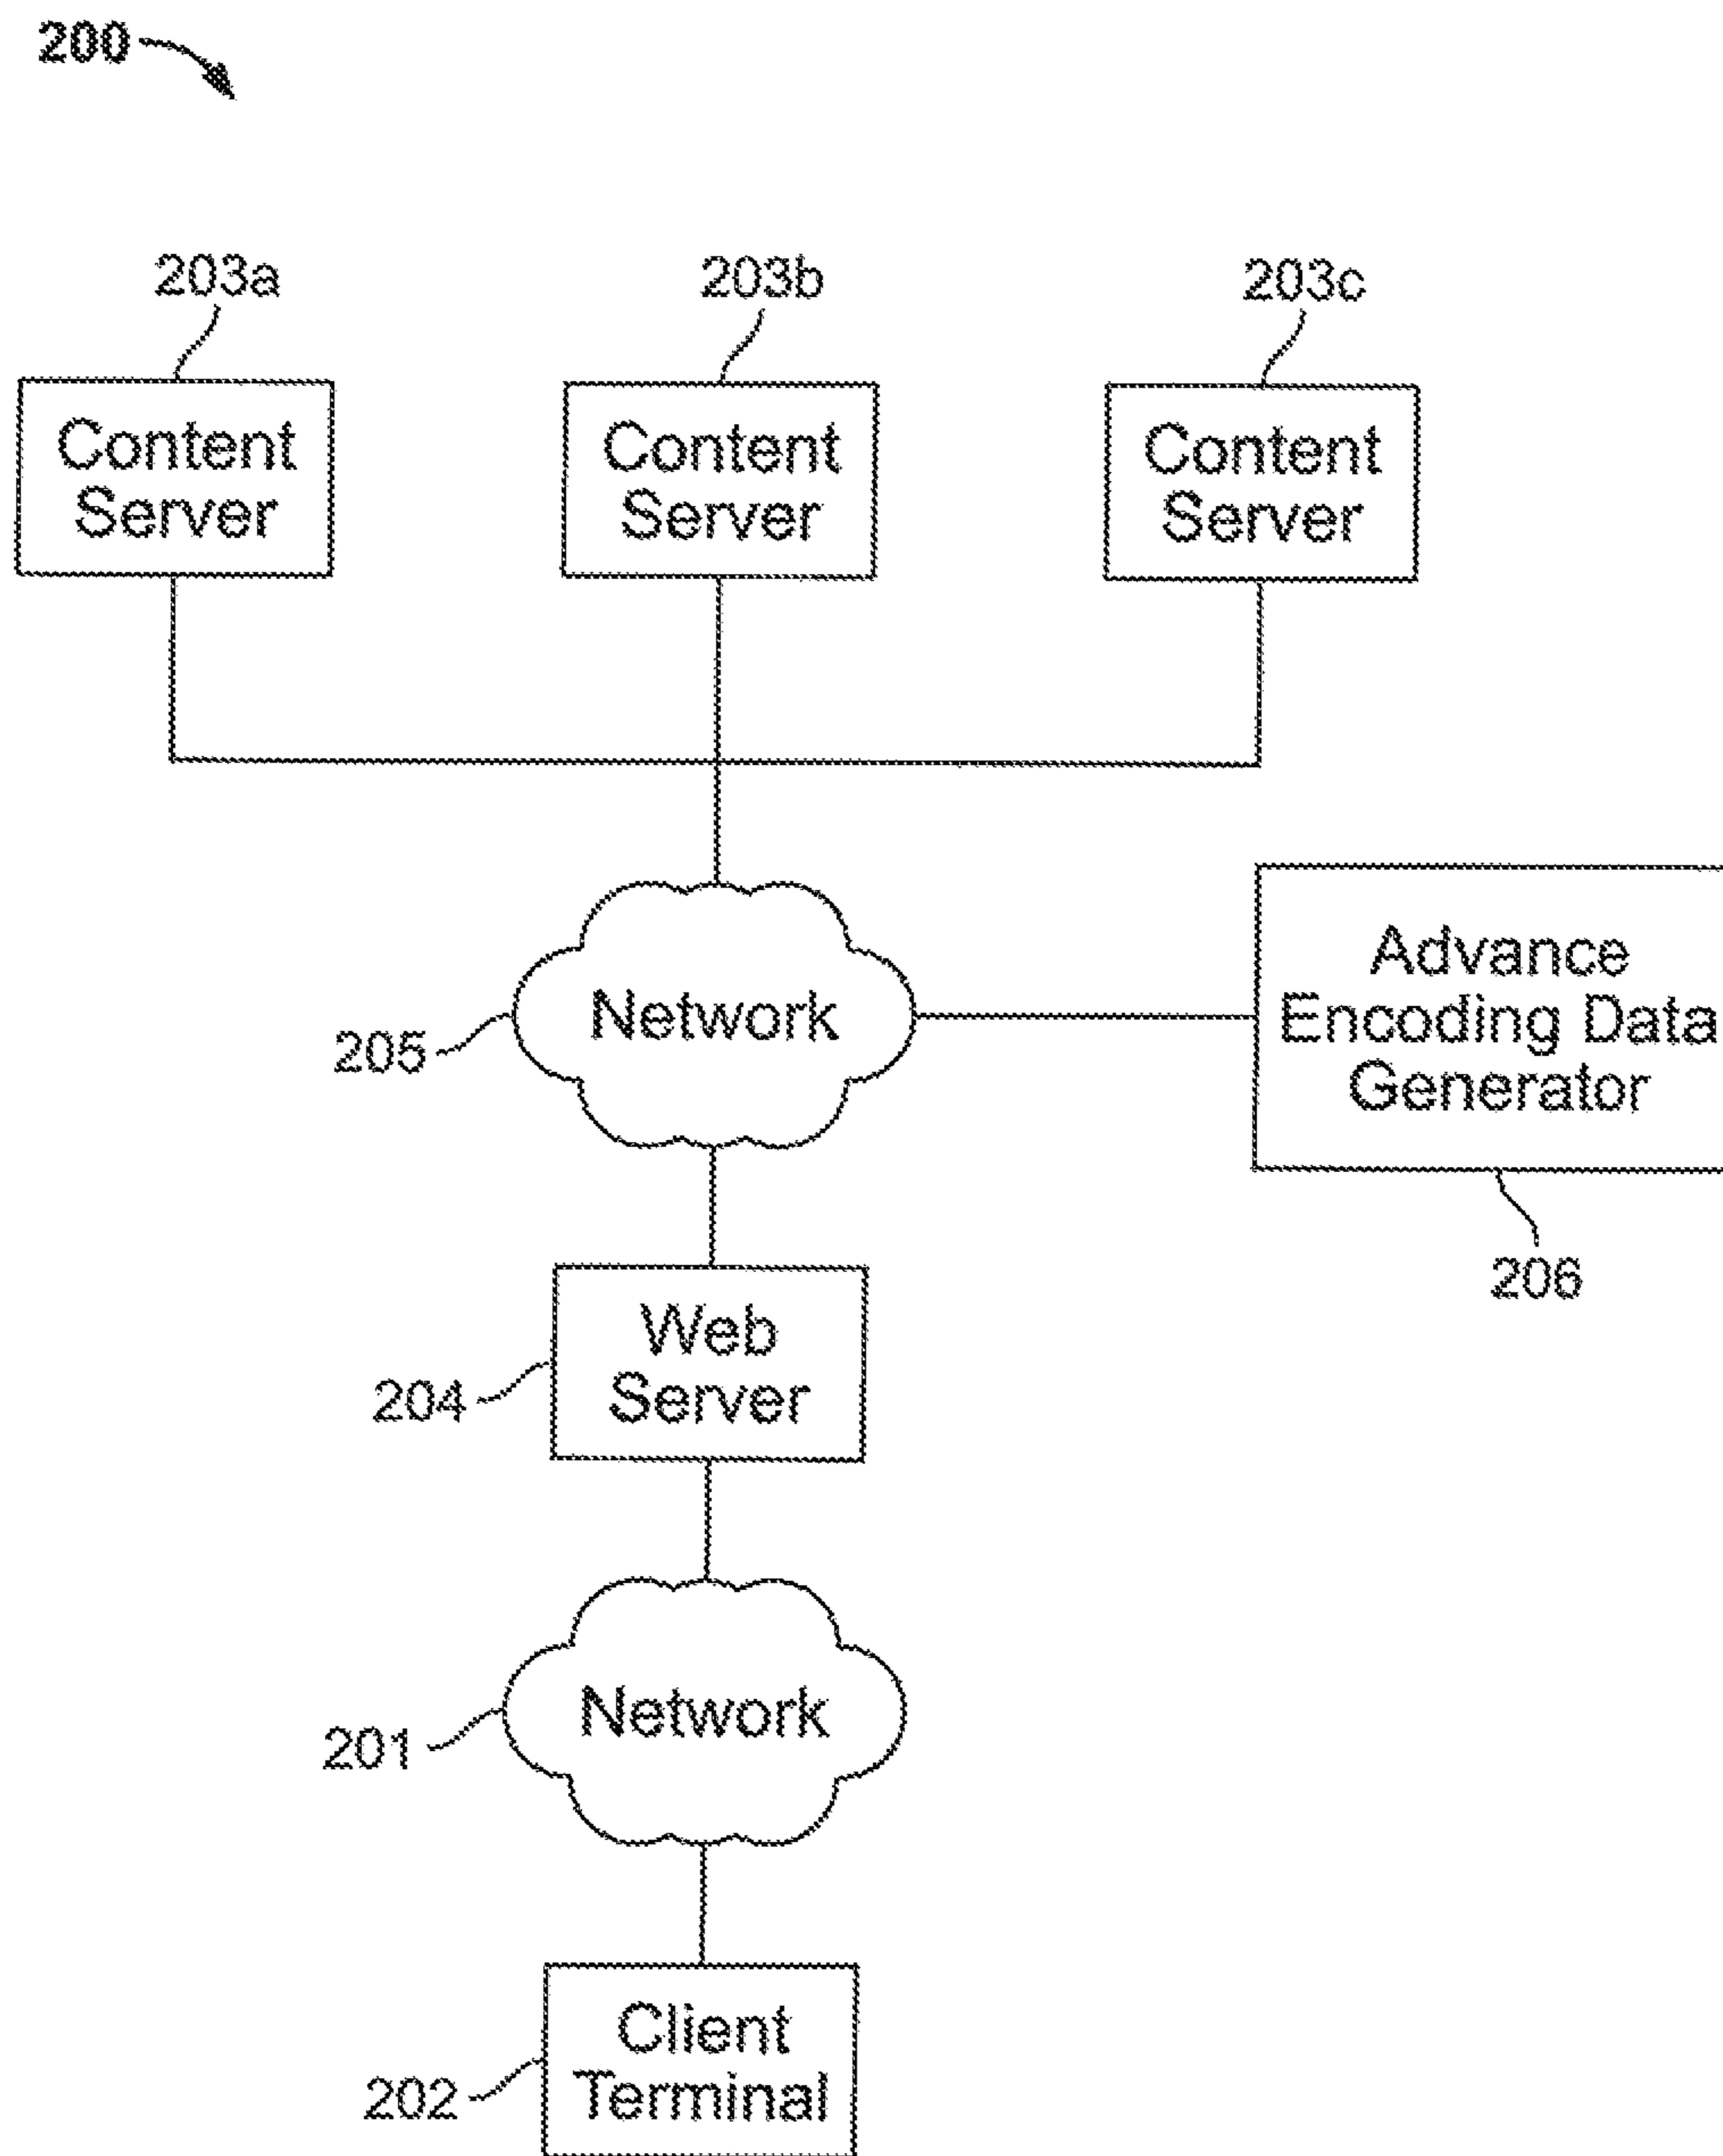 200
203a
203b
203c
Content
Server
Content
Server
Content
Server
Network
205
Advance
Encoding Data
Generator
206
Web
Server
204
Network
201
Client
Terminal
202